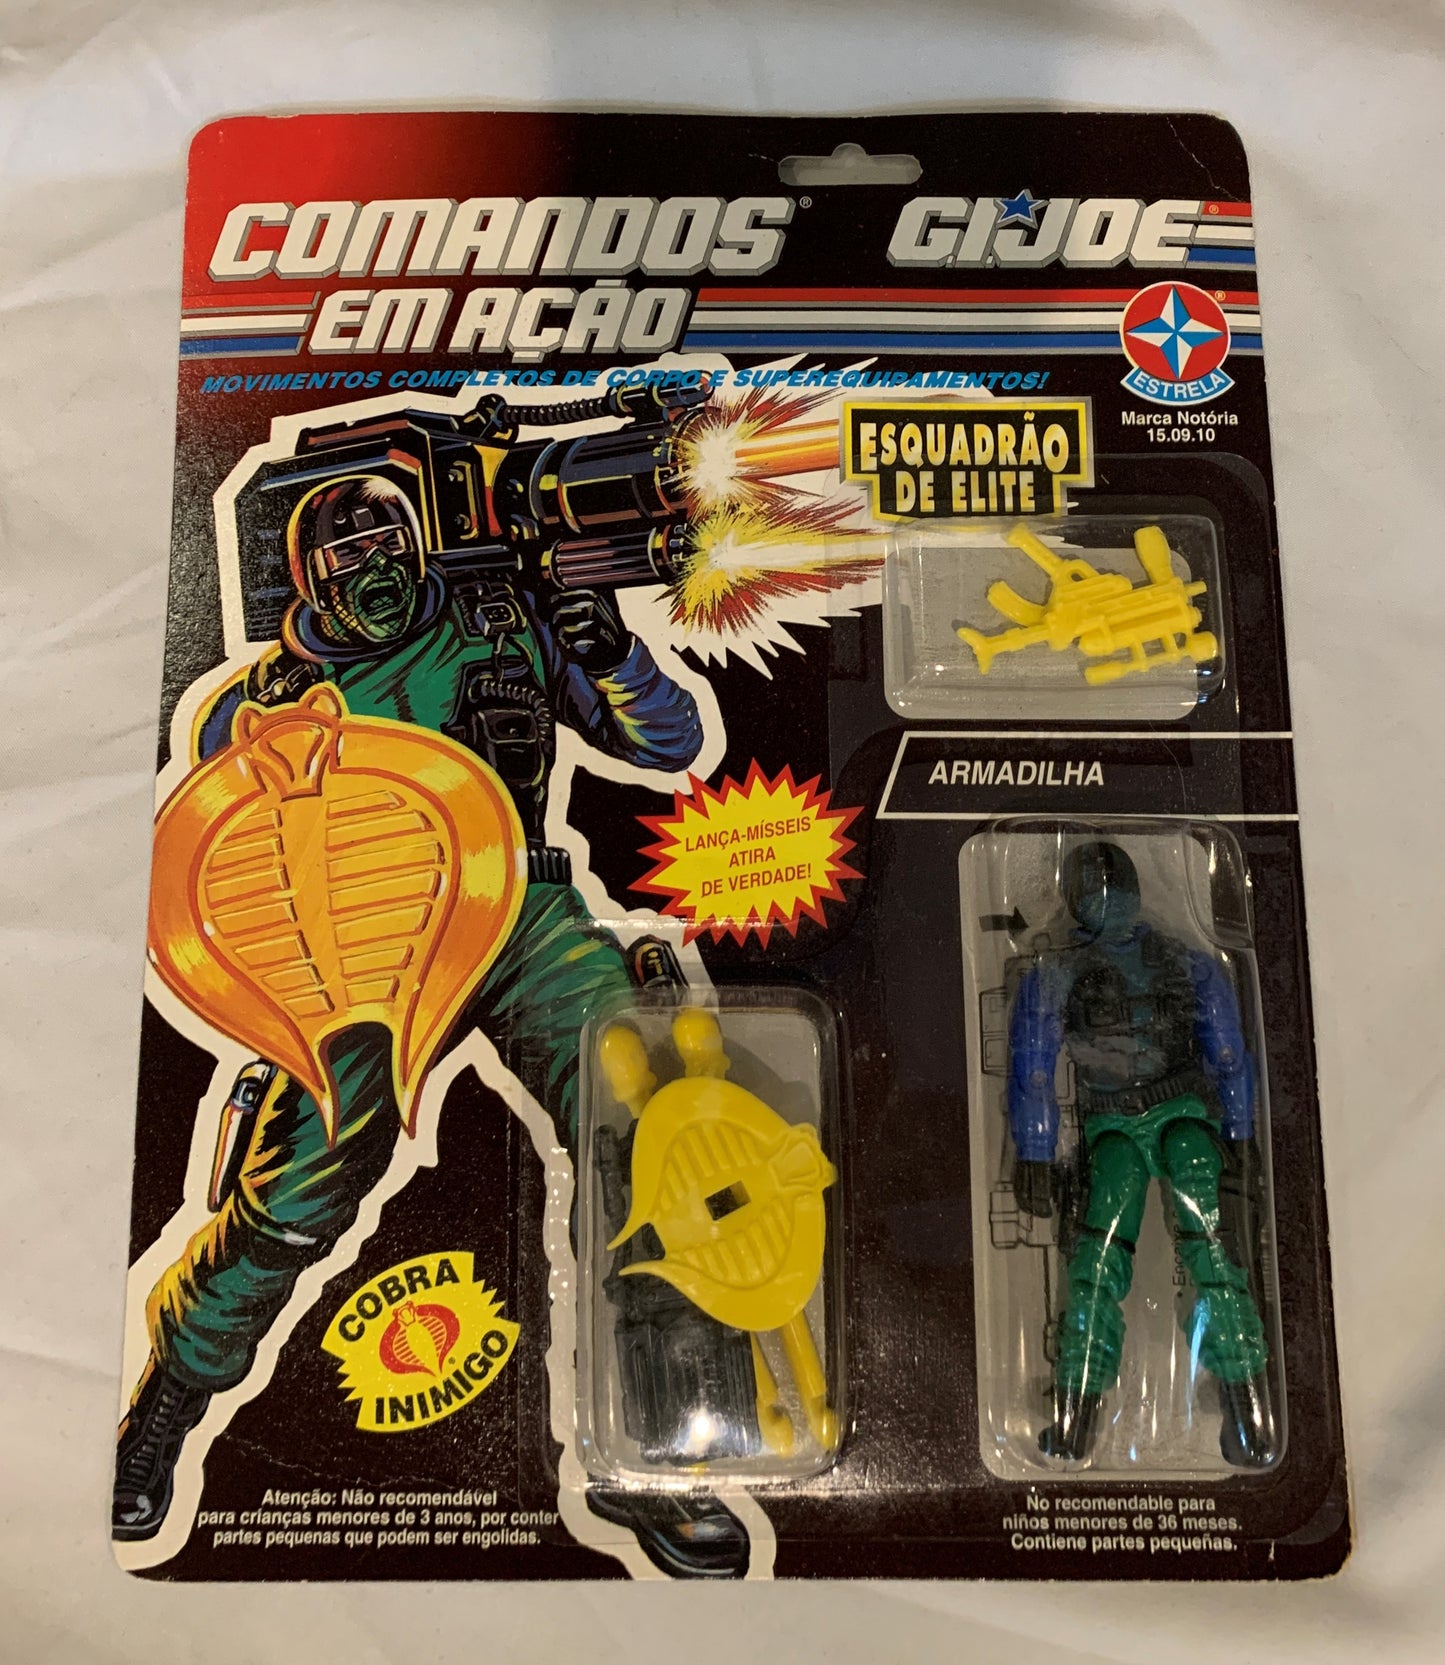 COMANDOS®
EM AÇÃO
G.I.JOE®
MOVIMENTOS COMPLETOS DE CORPO E SUPEREQUIPAMENTOS!
®
ESTRELA
Marca Notória
15.09.10
ESQUADRÃO
DE ELITE
ARMADILHA
LANÇA-MÍSSEIS
ATIRA
DE VERDADE!
COBRA
INIMIGO
Atenção: Não recomendável
para crianças menores de 3 anos, por conter
partes pequenas que podem ser engolidas.
No recomendable para
niños menores de 36 meses.
Contiene partes pequeñas.